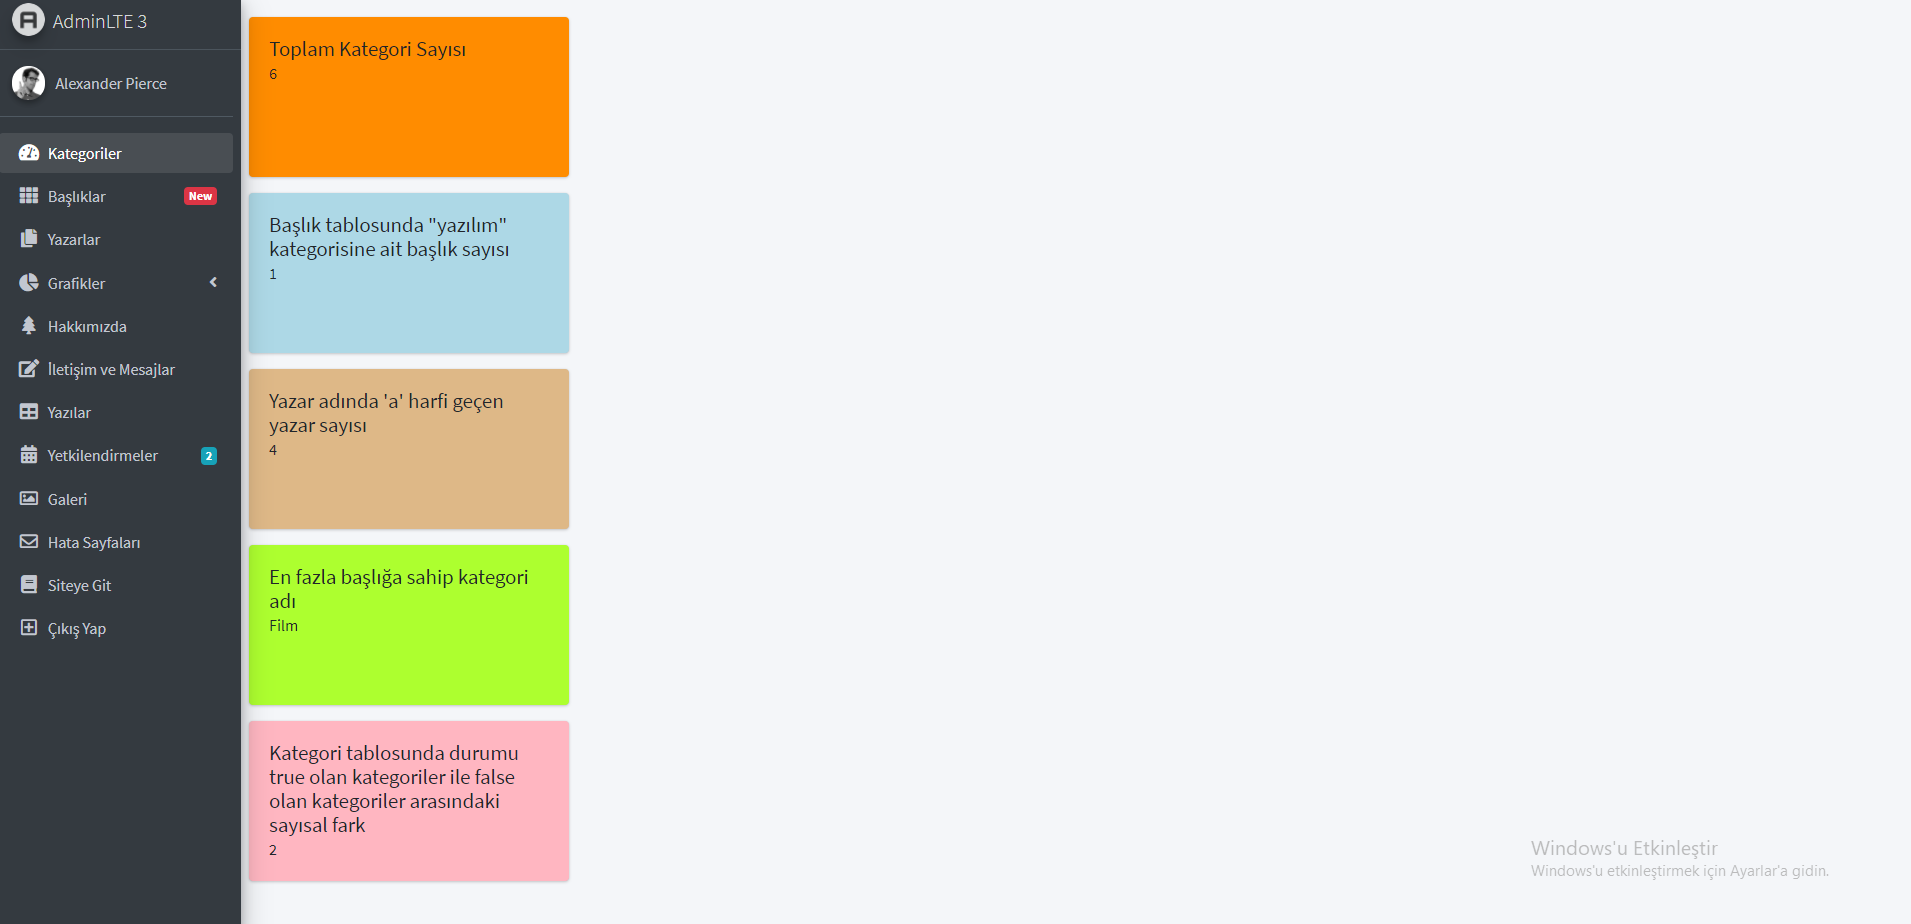 AdminLTE 3
Alexander Pierce
Kategoriler
Başlıklar New
Yazarlar
Grafikler
Hakkımızda
İletişim ve Mesajlar
Yazılar
Yetkilendirmeler 2
Galeri
Hata Sayfaları
Siteye Git
Çıkış Yap
Toplam Kategori Sayısı
6
Başlık tablosunda "yazılım"
kategorisine ait başlık sayısı
1
Yazar adında 'a' harfi geçen
yazar sayısı
4
En fazla başlığa sahip kategori
adı
Film
Kategori tablosunda durumu
true olan kategoriler ile false
olan kategoriler arasındaki
sayısal fark
2
Windows'u Etkinleştir
Windows'u etkinleştirmek için Ayarlar'a gidin.